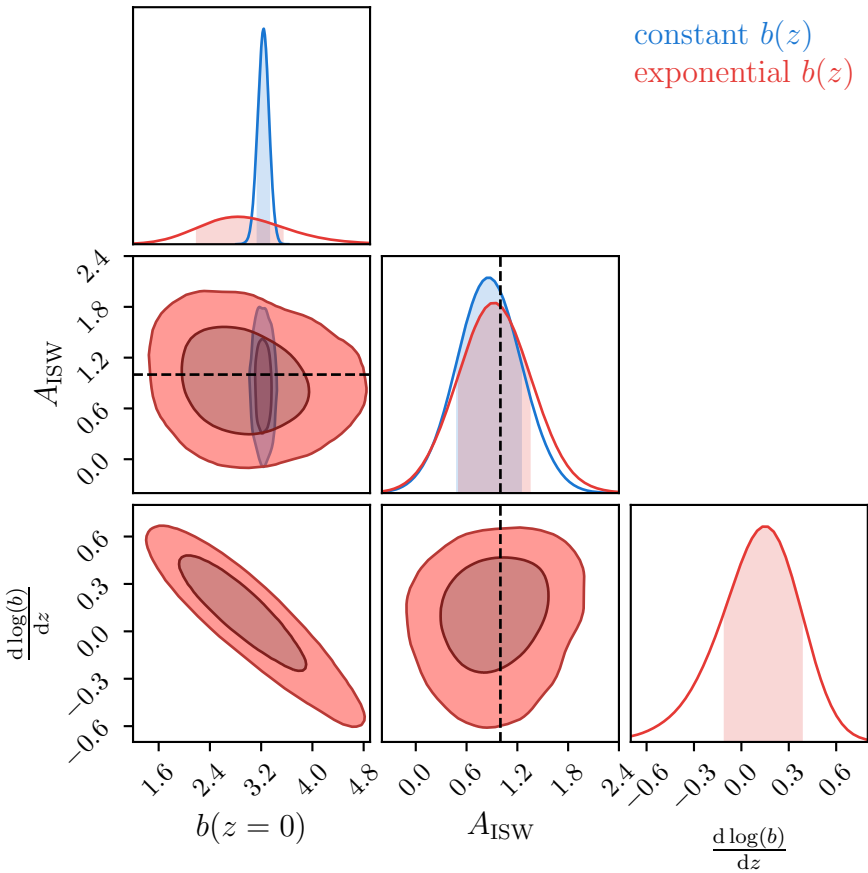 constant b(z)
exponential b(z)
A_ISW
2.4
1.8
1.2
0.6
0.0
d log(b)
dz
0.6
0.3
0.0
−0.3
−0.6
1.6 2.4 3.2 4.0 4.8
b(z = 0)
0.0 0.6 1.2 1.8 2.4
A_ISW
−0.6 −0.3 0.0 0.3 0.6
d log(b)
dz